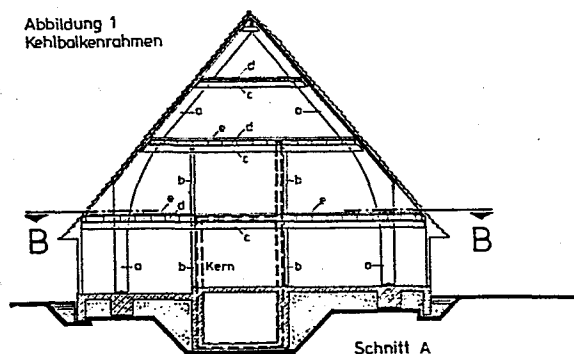 Abbildung 1
Kehlbalkenrahmen
d
c
a a
e d
c
b b
e d e
c
B B
a b Kern b a
Schnitt A